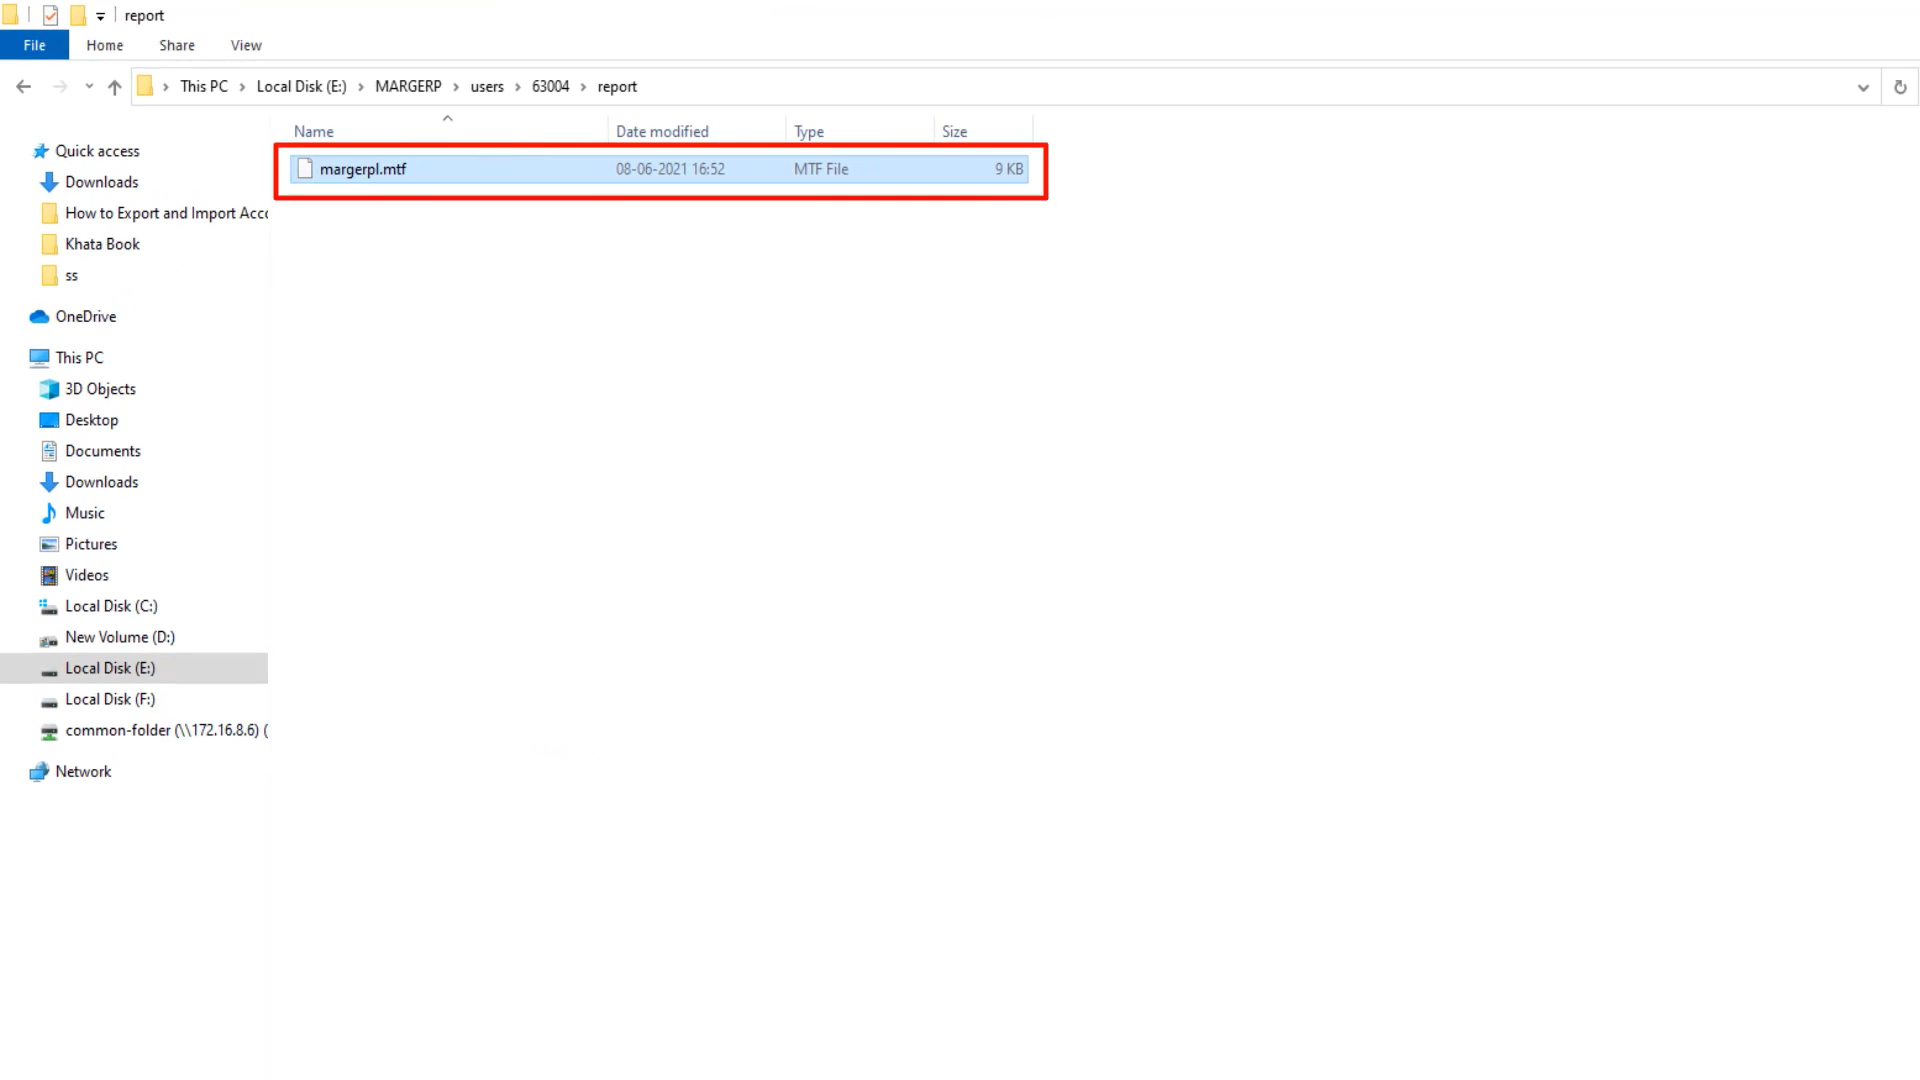 report
File Home Share View
This PC Local Disk (E:) MARGERP users 63004 report
Name Date modified Type Size
margerpl.mtf 08-06-2021 16:52 MTF File 9 KB
Quick access
Downloads
How to Export and Import Acco
Khata Book
ss
OneDrive
This PC
3D Objects
Desktop
Documents
Downloads
Music
Pictures
Videos
Local Disk (C:)
New Volume (D:)
Local Disk (E:)
Local Disk (F:)
common-folder (\\172.16.8.6) (
Network